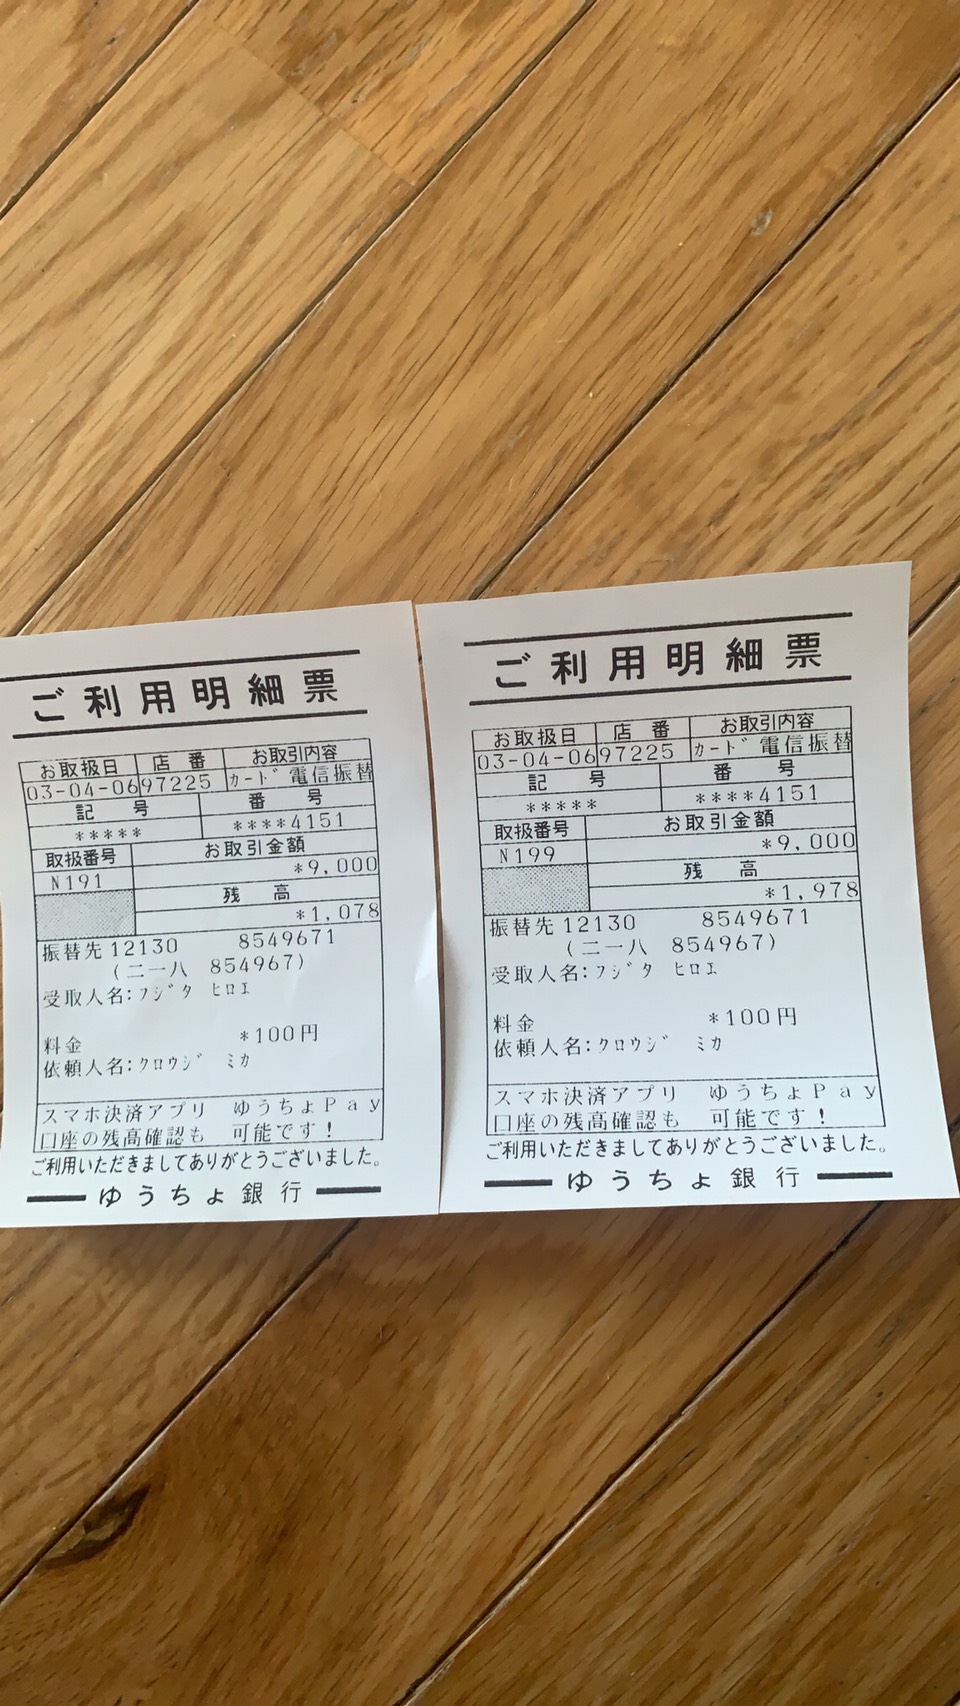 ご利用明細票
お取扱日 店番 お取引内容
03-04-06 97225 カード 電信振替
記号 番号
***** ****4151
取扱番号 お取引金額
N191 *9,000
残高
*1,078
振替先 12130 8549671
(二一八 854967)
受取人名:フジタ ヒロエ
料金 *100円
依頼人名:クロウジ ミカ
スマホ決済アプリ ゆうちょPay
口座の残高確認も 可能です!
ご利用いただきましてありがとうございました。
ゆうちょ銀行
ご利用明細票
お取扱日 店番 お取引内容
03-04-06 97225 カード 電信振替
記号 番号
***** ****4151
取扱番号 お取引金額
N199 *9,000
残高
*1,978
振替先 12130 8549671
(二一八 854967)
受取人名:フジタ ヒロエ
料金 *100円
依頼人名:クロウジ ミカ
スマホ決済アプリ ゆうちょPay
口座の残高確認も 可能です!
ご利用いただきましてありがとうございました。
ゆうちょ銀行